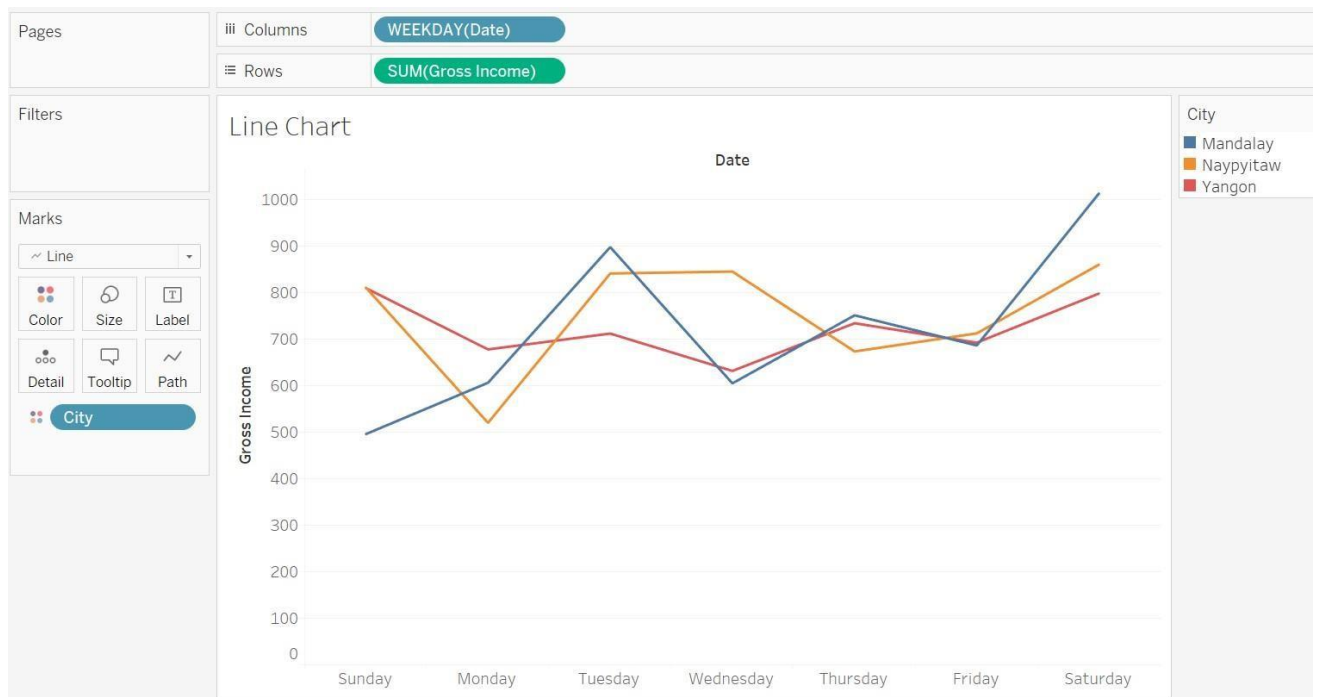 Pages
Columns
WEEKDAY(Date)
Rows
SUM(Gross Income)
Filters
Marks
Line
Color
Size
T
Label
Detail
Tooltip
Path
City
Line Chart
Date
Gross Income
1000
900
800
700
600
500
400
300
200
100
0
Sunday
Monday
Tuesday
Wednesday
Thursday
Friday
Saturday
City
Mandalay
Naypyitaw
Yangon